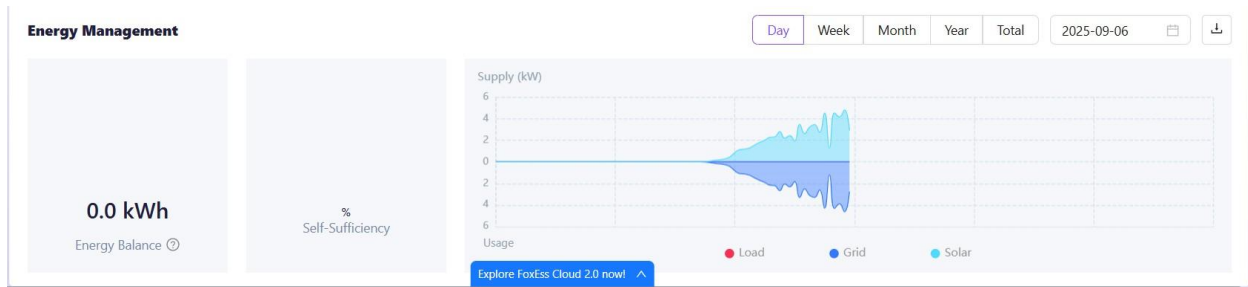 Energy Management
Day Week Month Year Total 2025-09-06
Supply (kW)
6
4
2
0
2
4
6
Usage
0.0 kWh
Energy Balance ?
%
Self-Sufficiency
Load Grid Solar
Explore FoxEss Cloud 2.0 now!